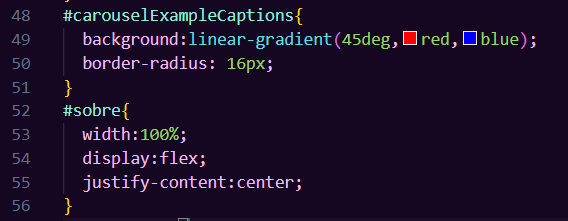 48 #carouselExampleCaptions{
49 background:linear-gradient(45deg,red,blue);
50 border-radius: 16px;
51 }
52 #sobre{
53 width:100%;
54 display:flex;
55 justify-content:center;
56 }